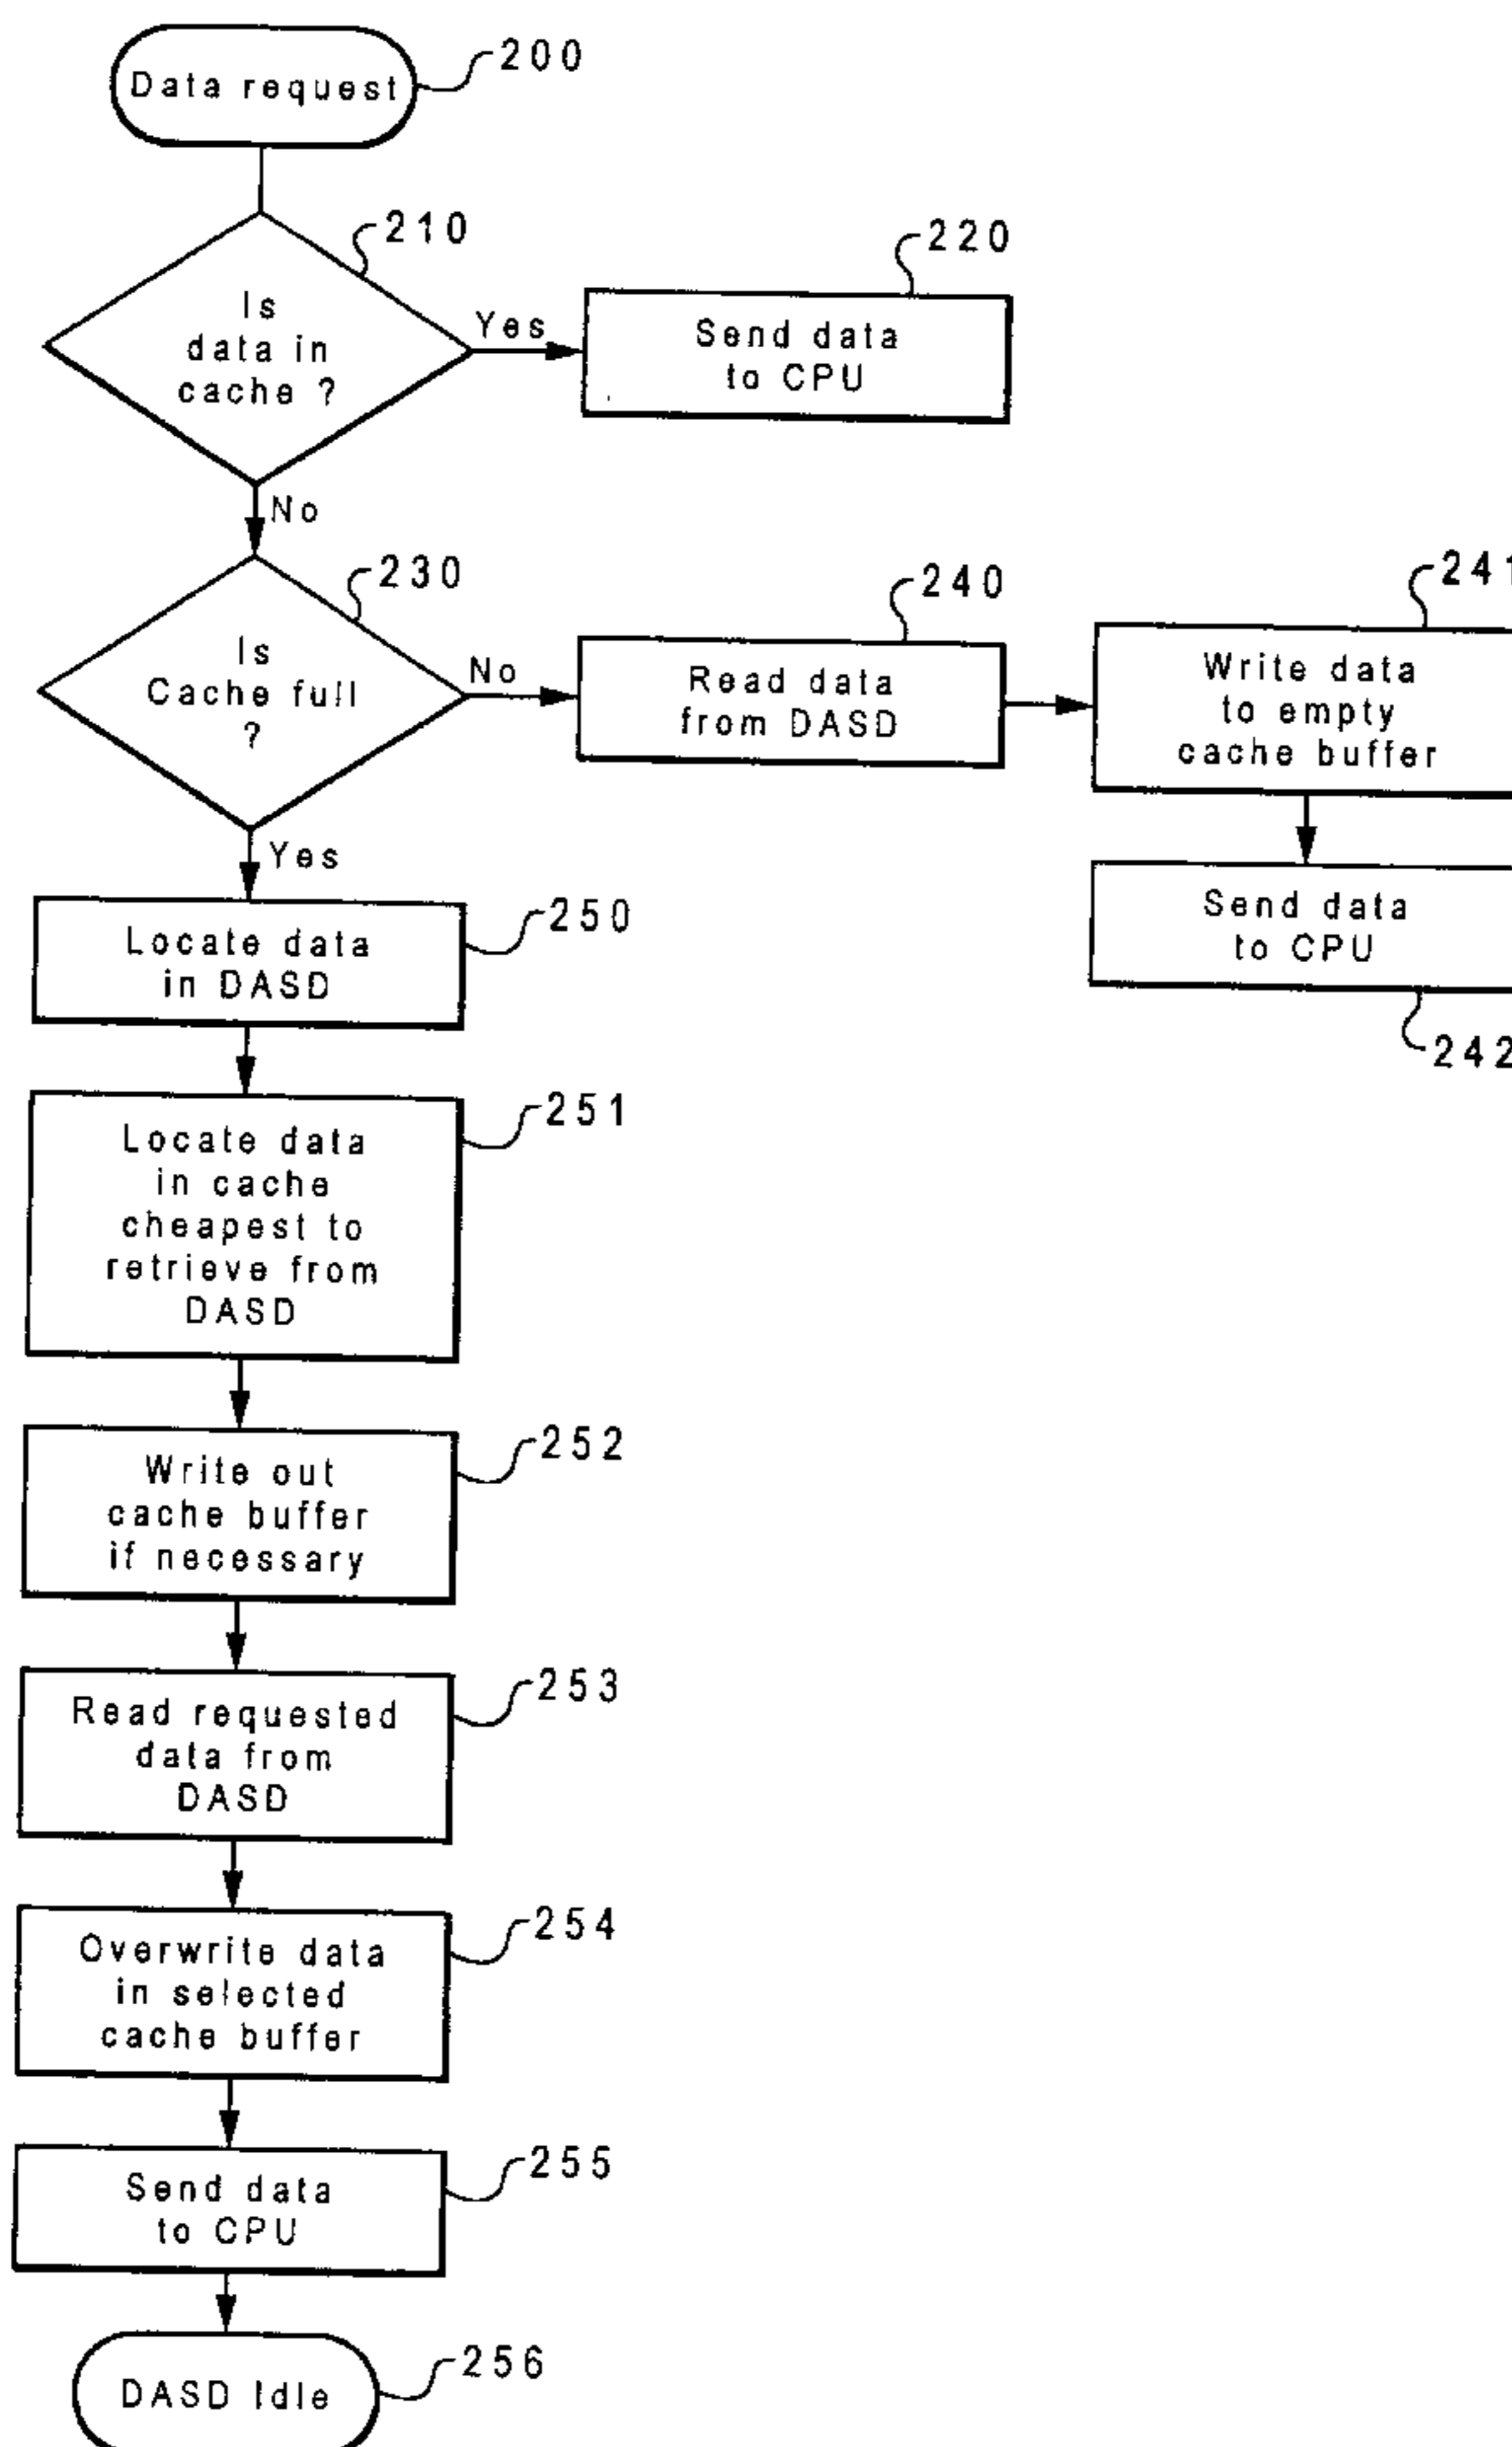 Data request
200
210
Is
data in
cache ?
Yes
220
Send data
to CPU
No
230
Is
Cache full
?
No
240
Read data
from DASD
241
Write data
to empty
cache buffer
Send data
to CPU
242
Yes
250
Locate data
in DASD
251
Locate data
in cache
cheapest to
retrieve from
DASD
252
Write out
cache buffer
if necessary
253
Read requested
data from
DASD
254
Overwrite data
in selected
cache buffer
255
Send data
to CPU
256
DASD Idle